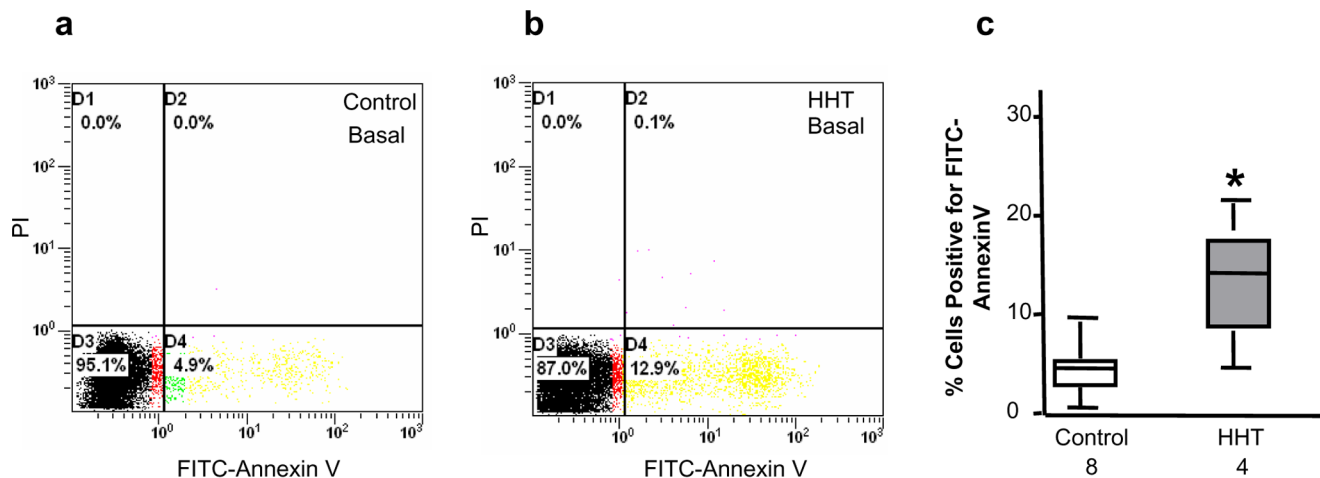 a
10³
10²
10¹
10⁰
PI
D1
0.0%
D2
0.0%
Control
Basal
D3
95.1%
D4
4.9%
10⁰
10¹
10²
10³
FITC-Annexin V
b
10³
10²
10¹
10⁰
PI
D1
0.0%
D2
0.1%
HHT
Basal
D3
87.0%
D4
12.9%
10⁰
10¹
10²
10³
FITC-Annexin V
c
% Cells Positive for FITC-
AnnexinV
30
20
10
0
*
Control
HHT
8
4